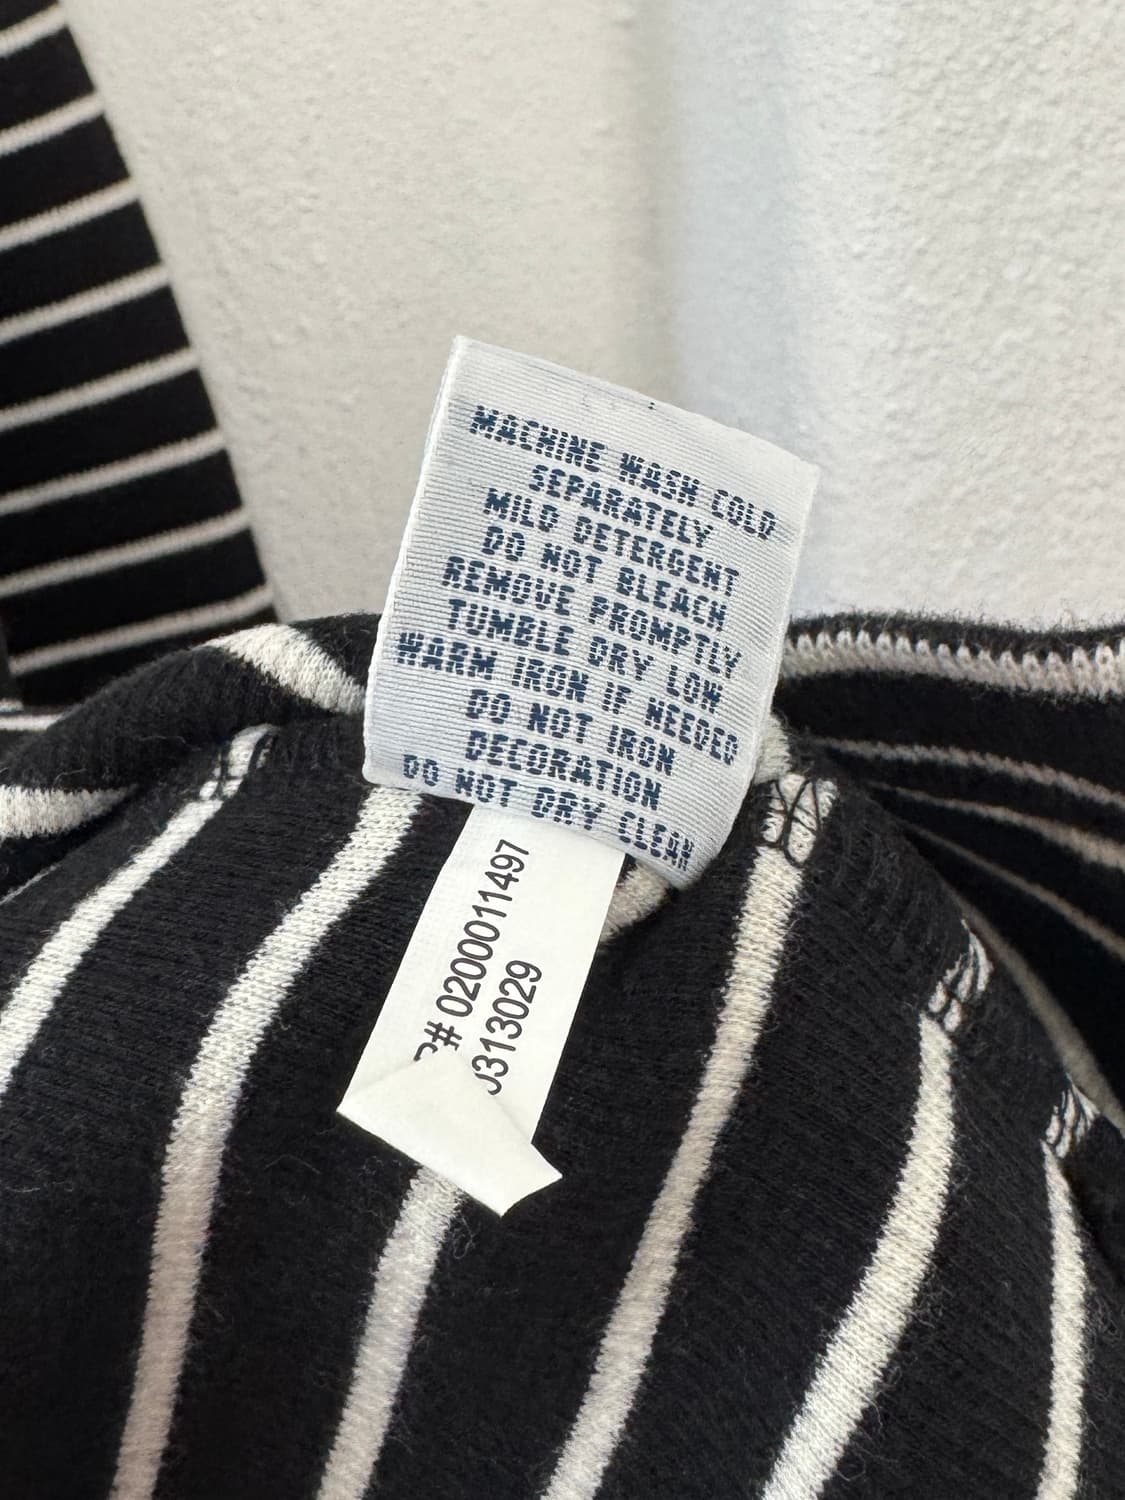 MACHINE WASH COLD
SEPARATELY
MILD DETERGENT
DO NOT BLEACH
REMOVE PROMPTLY
TUMBLE DRY LOW
WARM IRON IF NEEDED
DO NOT IRON
DECORATION
DO NOT DRY CLEAN
# 0200011497
313029